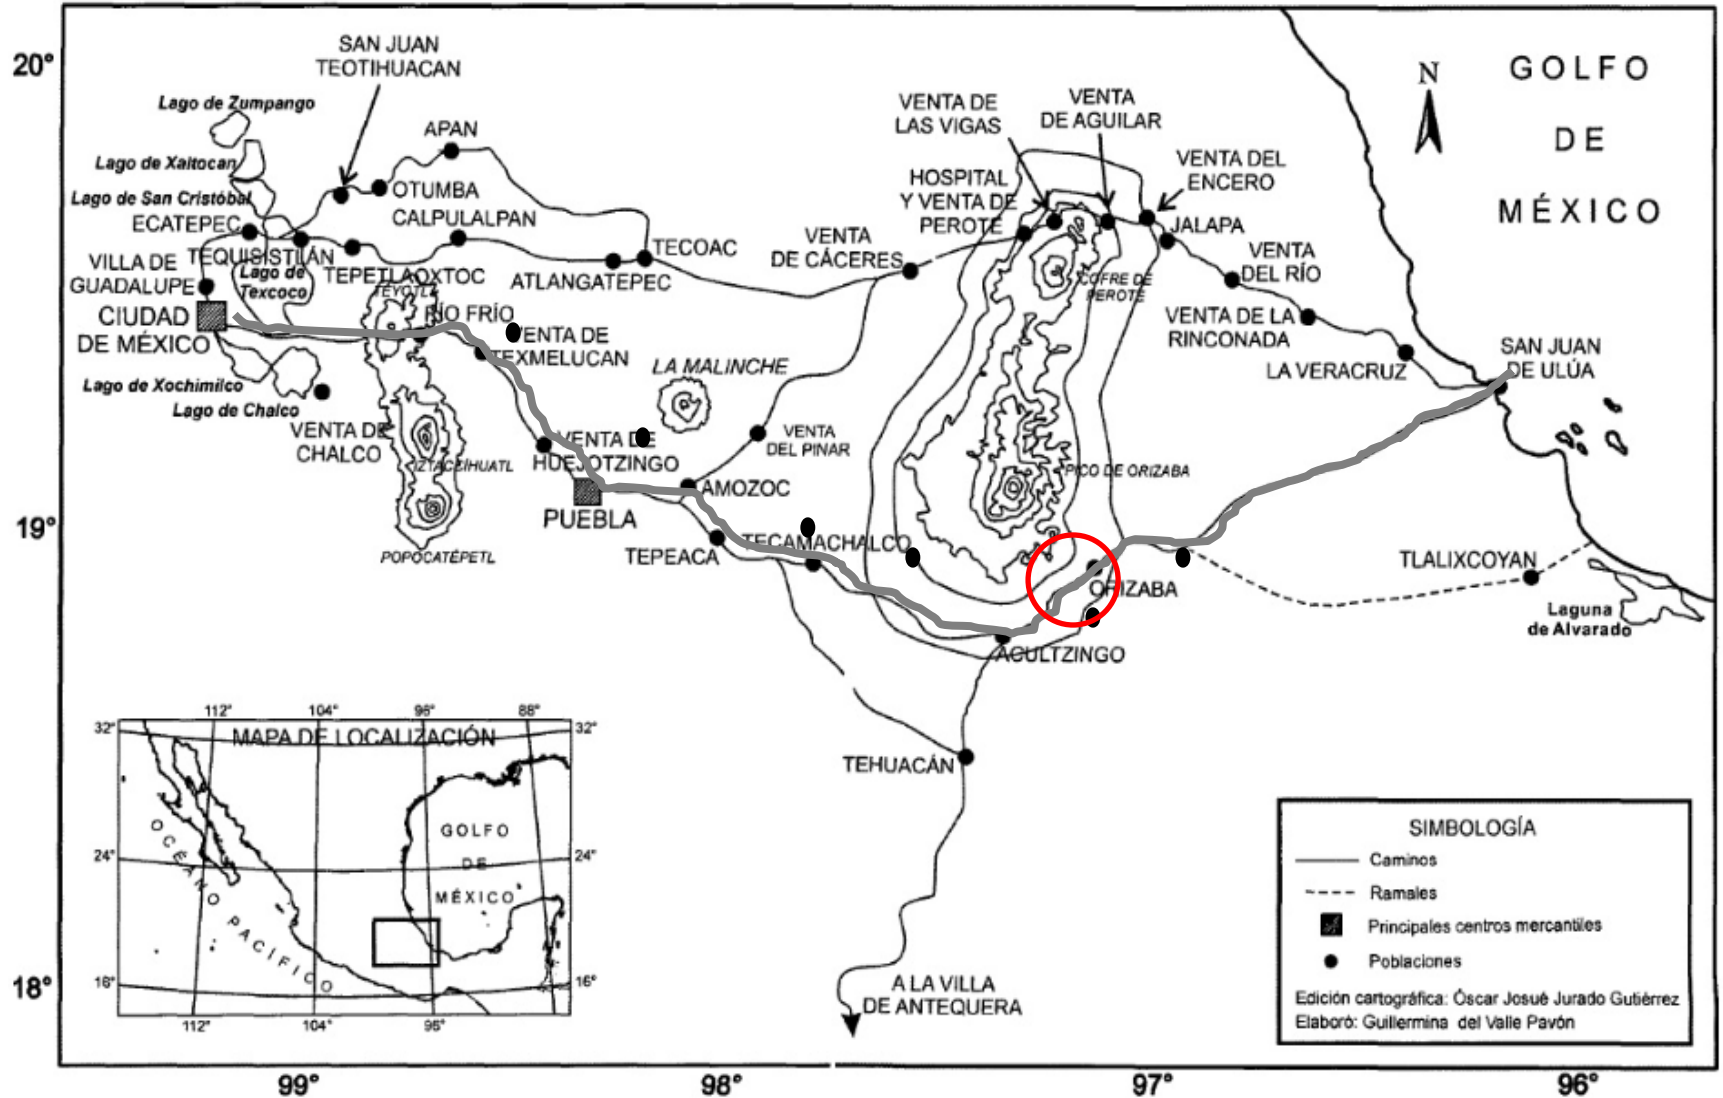 20°
19°
18°
99°
98°
97°
96°
SAN JUAN
TEOTIHUACAN
Lago de Zumpango
Lago de Xaltocan
Lago de San Cristóbal
ECATEPEC
VILLA DE
GUADALUPE
CIUDAD
DE MÉXICO
Lago de Xochimilco
Lago de Chalco
APAN
OTUMBA
CALPULALPAN
TEQUISISTLÁN
Lago de
Texcoco
TEPETLAOXTOC
TEYOTL
RÍO FRÍO
ATLANGATEPEC
TECOAC
VENTA DE
TEXMELUCAN
VENTA DE
CHALCO
IZTACCÍHUATL
POPOCATÉPETL
VENTA DE
HUEJOTZINGO
PUEBLA
LA MALINCHE
AMOZOC
VENTA
DEL PINAR
TEPEACA
TECAMACHALCO
VENTA
DE CÁCERES
HOSPITAL
Y VENTA DE
PEROTE
VENTA DE
LAS VIGAS
VENTA
DE AGUILAR
VENTA DEL
ENCERO
JALAPA
COFRE DE
PEROTE
VENTA
DEL RÍO
VENTA DE LA
RINCONADA
LA VERACRUZ
SAN JUAN
DE ULÚA
PICO DE ORIZABA
ORIZABA
ACULTZINGO
TEHUACÁN
TLALIXCOYAN
Laguna
de Alvarado
A LA VILLA
DE ANTEQUERA
N
GOLFO
DE
MÉXICO
112° 104° 96° 88°
32° 32°
MAPA DE LOCALIZACIÓN
GOLFO
DE
MÉXICO
24° 24°
OCÉANO PACÍFICO
16° 16°
112° 104° 96°
SIMBOLOGÍA
Caminos
Ramales
Principales centros mercantiles
Poblaciones
Edición cartográfica: Óscar Josué Jurado Gutiérrez
Elaboró: Guillermina del Valle Pavón